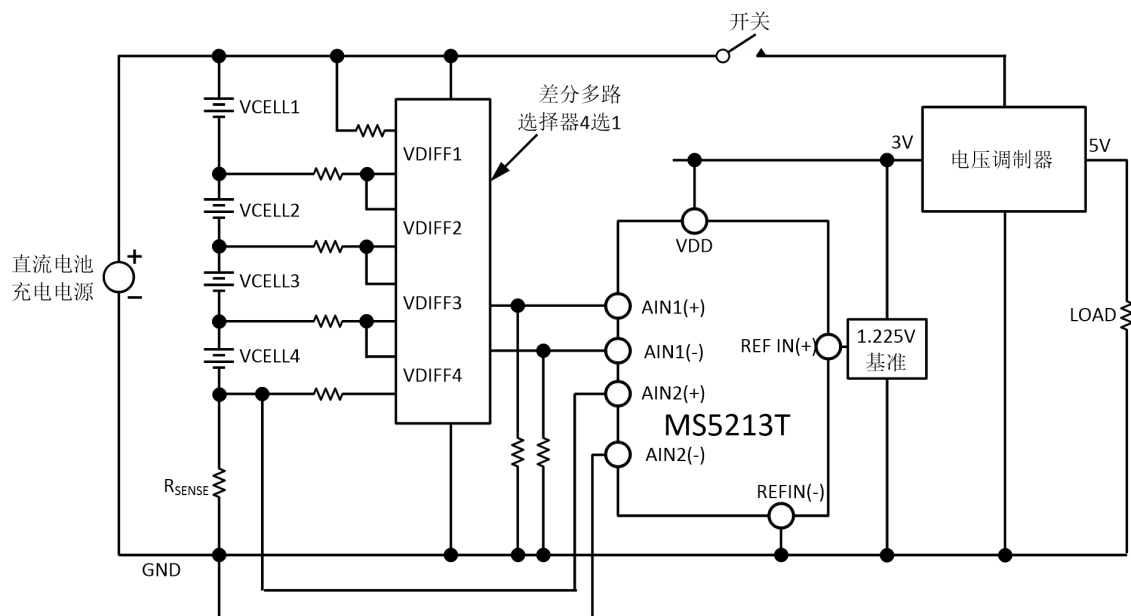 开关
差分多路
选择器4选1
VCELL1
VDIFF1
3V
电压调制器
5V
VCELL2
VDIFF2
VDD
直流电池
充电电源
+
−
VCELL3
VDIFF3
AIN1(+)
LOAD
REF IN(+)
1.225V
基准
AIN1(-)
VCELL4
VDIFF4
AIN2(+)
MS5213T
AIN2(-)
RSENSE
REFIN(-)
GND